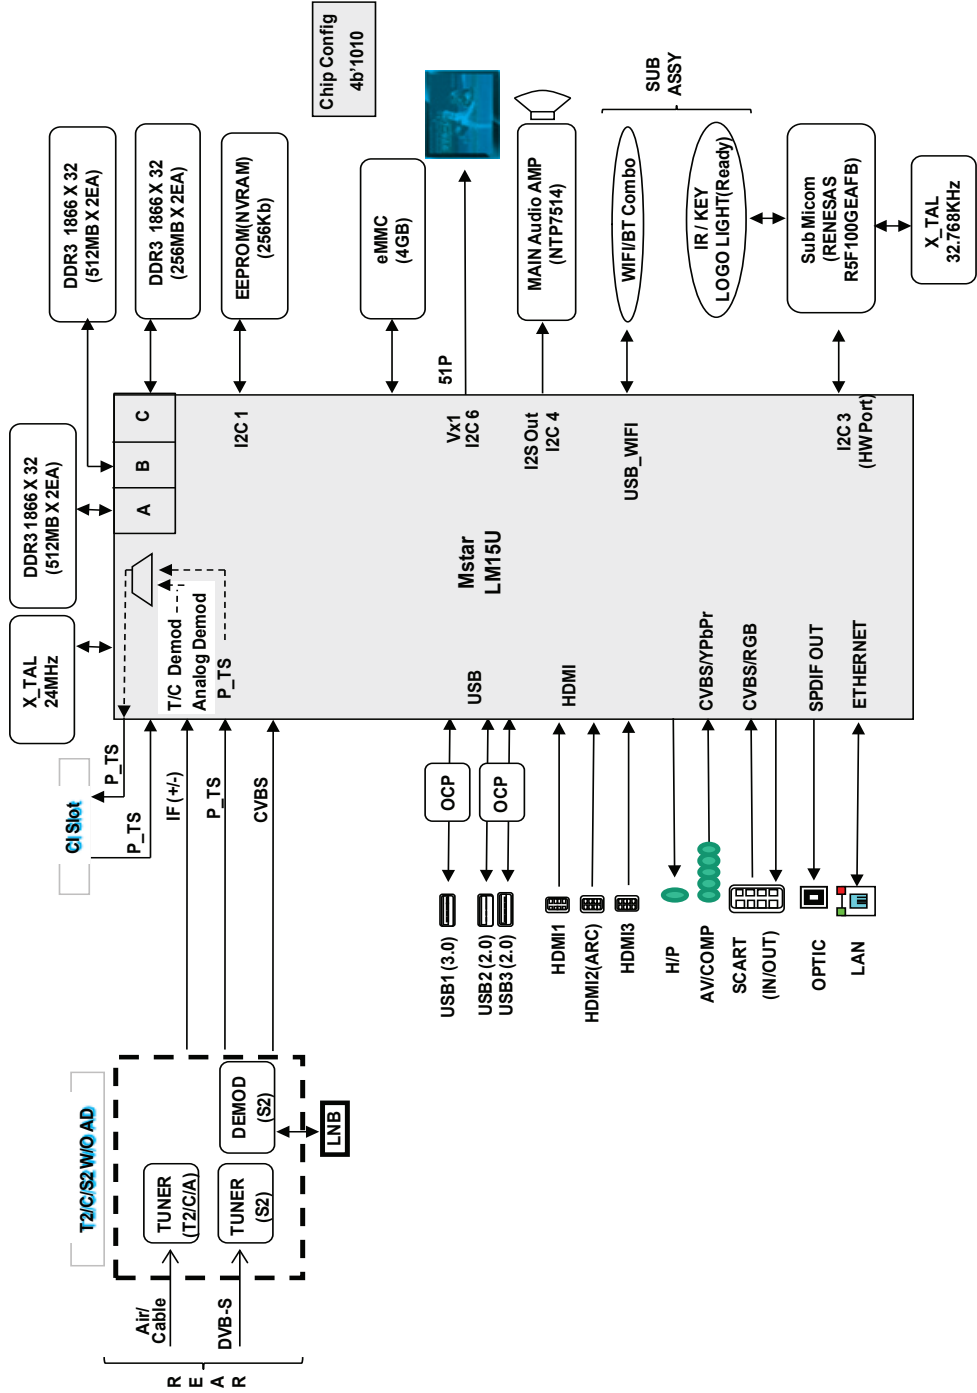 Chip Config
4b'1010
DDR3 1866 X 32
(512MB X 2EA)
DDR3 1866 X 32
(256MB X 2EA)
EEPROM(NVRAM)
(256Kb)
eMMC
(4GB)
MAIN Audio AMP
(NTP7514)
WIFI/BT Combo
SUB
ASSY
IR / KEY
LOGO LIGHT(Ready)
Sub Micom
(RENESAS
R5F100GEAFB)
X_TAL
32.768KHz
DDR3 1866 X 32
(512MB X 2EA)
X_TAL
24MHz
A
B
C
I2C 1
51P
Vx1
I2C 6
I2S Out
I2C 4
USB_WIFI
I2C 3
(HW Port)
Mstar
LM15U
T/C Demod
Analog Demod
P_TS
USB
HDMI
CVBS/YPbPr
CVBS/RGB
SPDIF OUT
ETHERNET
CI Slot
P_TS
P_TS
IF (+/-)
P_TS
CVBS
OCP
OCP
USB1 (3.0)
USB2 (2.0)
USB3 (2.0)
HDMI1
HDMI2(ARC)
HDMI3
H/P
AV/COMP
SCART
(IN/OUT)
OPTIC
LAN
T2/C/S2 W/O AD
TUNER
(T2/C/A)
TUNER
(S2)
DEMOD
(S2)
LNB
Air/
Cable
DVB-S
R
E
A
R